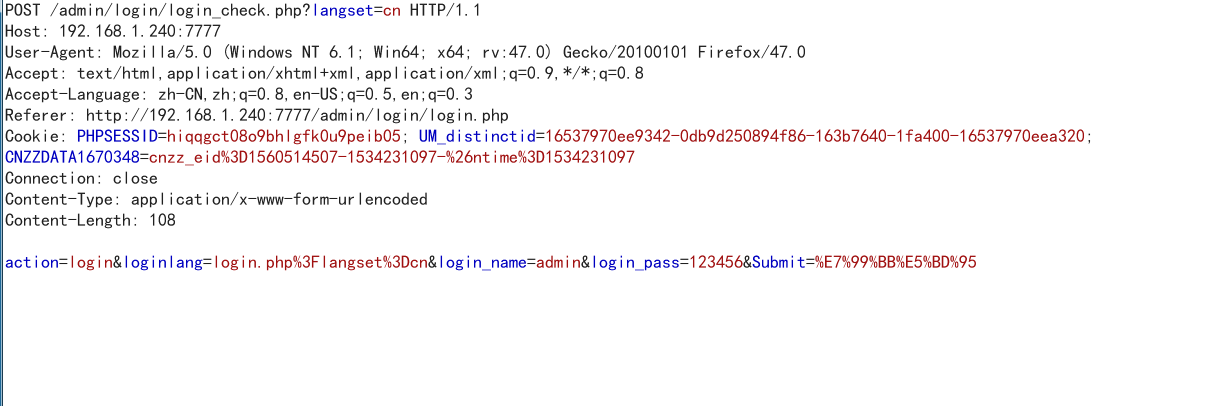 POST /admin/login/login_check.php?langset=cn HTTP/1.1
Host: 192.168.1.240:7777
User-Agent: Mozilla/5.0 (Windows NT 6.1; Win64; x64; rv:47.0) Gecko/20100101 Firefox/47.0
Accept: text/html,application/xhtml+xml,application/xml;q=0.9,*/*;q=0.8
Accept-Language: zh-CN,zh;q=0.8,en-US;q=0.5,en;q=0.3
Referer: http://192.168.1.240:7777/admin/login/login.php
Cookie: PHPSESSID=hiqqgct08o9bhlgfk0u9peib05; UM_distinctid=16537970ee9342-0db9d250894f86-163b7640-1fa400-16537970eea320;
CNZZDATA1670348=cnzz_eid%3D1560514507-1534231097-%26ntime%3D1534231097
Connection: close
Content-Type: application/x-www-form-urlencoded
Content-Length: 108
action=login&loginlang=login.php%3Flangset%3Dcn&login_name=admin&login_pass=123456&Submit=%E7%99%BB%E5%BD%95